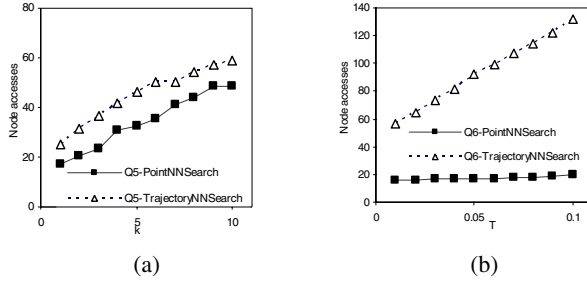 80
60
40
20
0
Node accesses
Q5-PointNNSearch
Q5-TrajectoryNNSearch
0
5
10
k
(a)
140
120
100
80
60
40
20
0
Node accesses
Q6-PointNNSearch
Q6-TrajectoryNNSearch
0
0.05
0.1
T
(b)